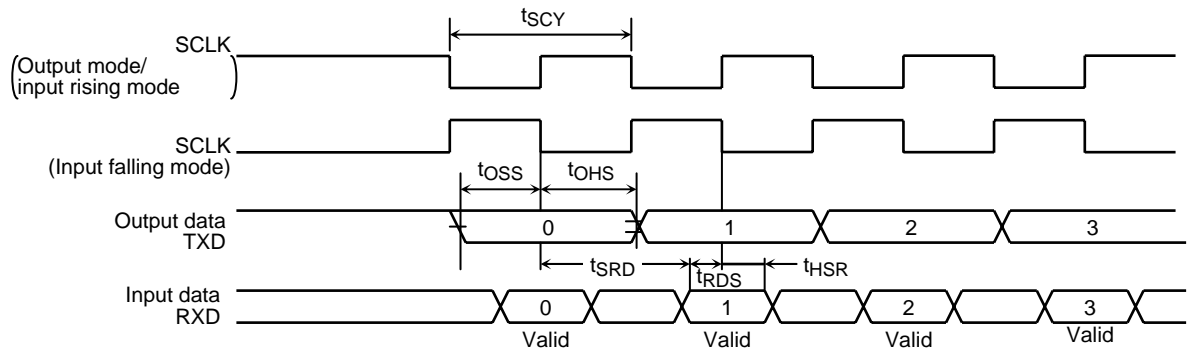 tSCY
SCLK
(Output mode/
input rising mode)
SCLK
(Input falling mode)
tOSS
tOHS
Output data
TXD
0
1
2
3
tSRD
tRDS
tHSR
Input data
RXD
0
1
2
3
Valid
Valid
Valid
Valid